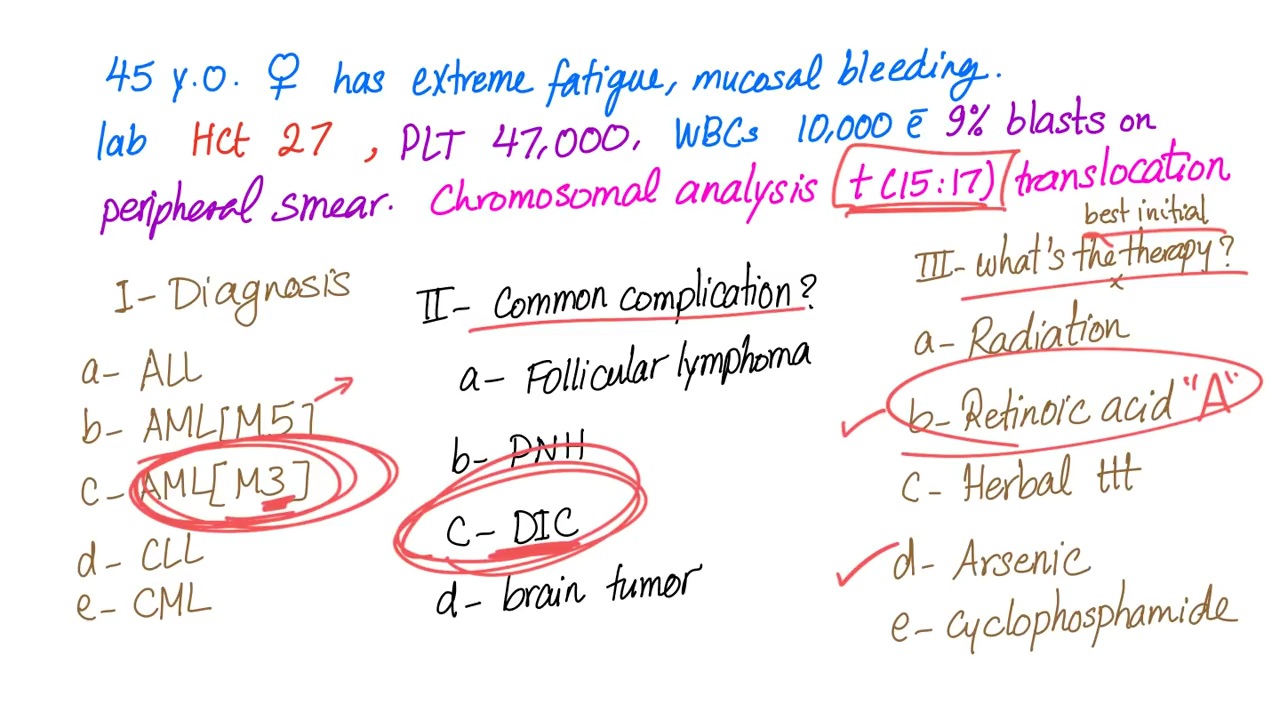 45 y.o. ♀ has extreme fatigue, mucosal bleeding.
lab Hct 27, PLT 47,000, WBCs 10,000 c̄ 9% blasts on
peripheral smear. Chromosomal analysis t(15:17) translocation
I- Diagnosis
a- ALL
b- AML[M5]
c- AML[M3]
d- CLL
e- CML
II- Common complication?
a- Follicular lymphoma
b- PNH
c- DIC
d- brain tumor
best initial
III- what's the therapy?
a- Radiation
b- Retinoic acid "A"
c- Herbal ttt
d- Arsenic
e- cyclophosphamide